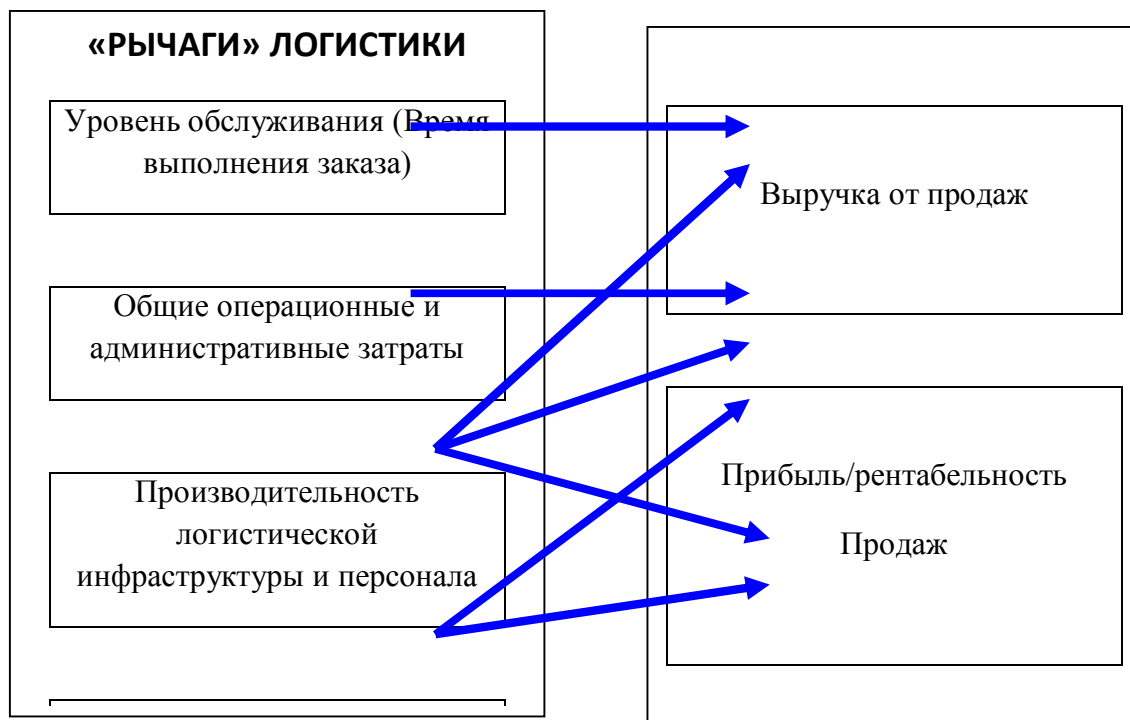 «РЫЧАГИ» ЛОГИСТИКИ
Уровень обслуживания (Время
выполнения заказа)
Общие операционные и
административные затраты
Производительность
логистической
инфраструктуры и персонала
Выручка от продаж
Прибыль/рентабельность
Продаж